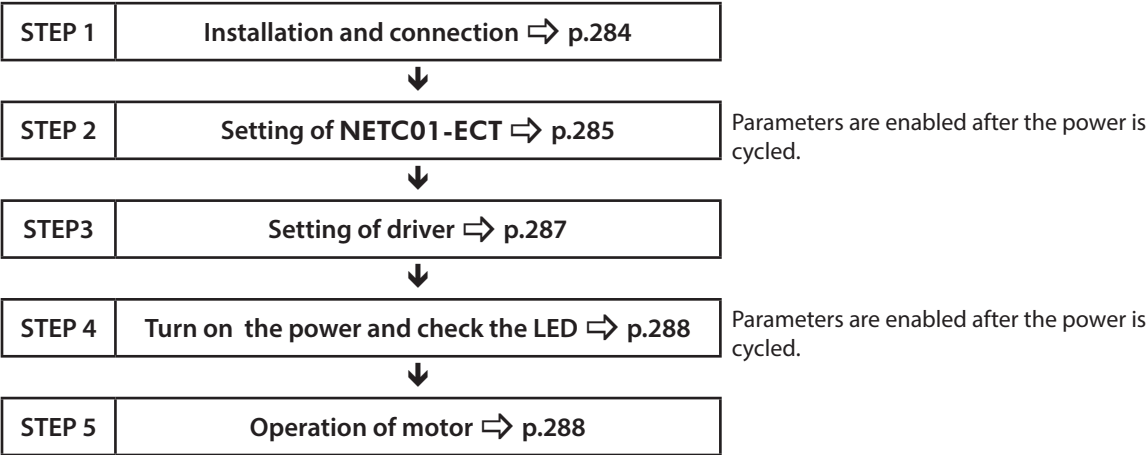 STEP 1 Installation and connection ⇨ p.284
STEP 2 Setting of NETC01-ECT ⇨ p.285
Parameters are enabled after the power is
cycled.
STEP3 Setting of driver ⇨ p.287
STEP 4 Turn on the power and check the LED ⇨ p.288
Parameters are enabled after the power is
cycled.
STEP 5 Operation of motor ⇨ p.288